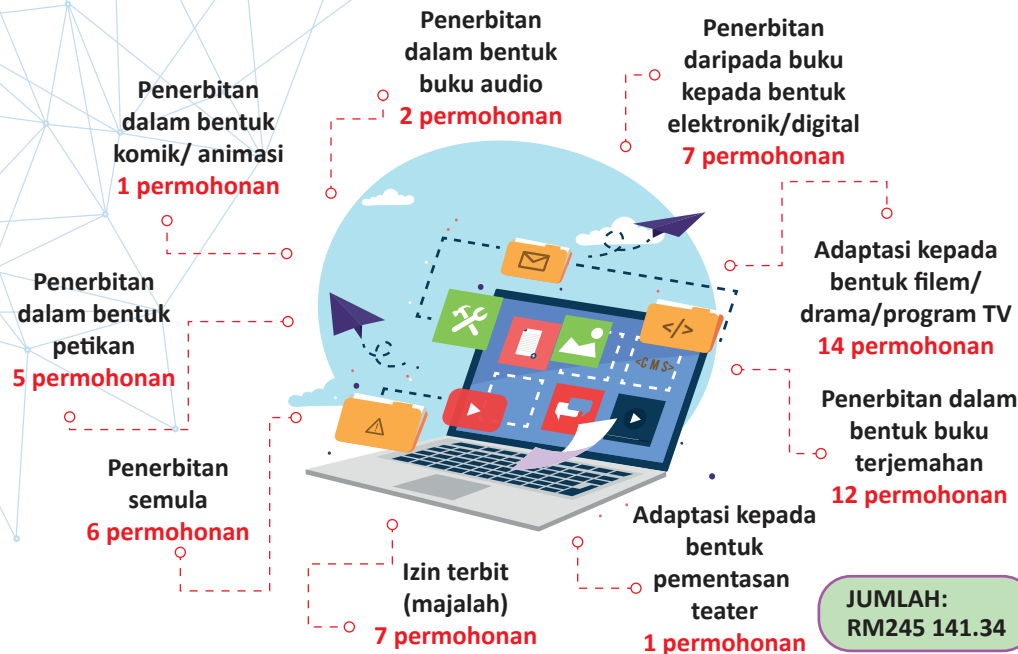 Penerbitan
dalam bentuk
buku audio
2 permohonan
Penerbitan
daripada buku
kepada bentuk
elektronik/digital
7 permohonan
Penerbitan
dalam bentuk
komik/ animasi
1 permohonan
Adaptasi kepada
bentuk filem/
drama/program TV
14 permohonan
Penerbitan
dalam bentuk
petikan
5 permohonan
</>
<C M S>
Penerbitan dalam
bentuk buku
terjemahan
12 permohonan
Penerbitan
semula
6 permohonan
Izin terbit
(majalah)
7 permohonan
Adaptasi kepada
bentuk
pementasan
teater
1 permohonan
JUMLAH:
RM245 141.34